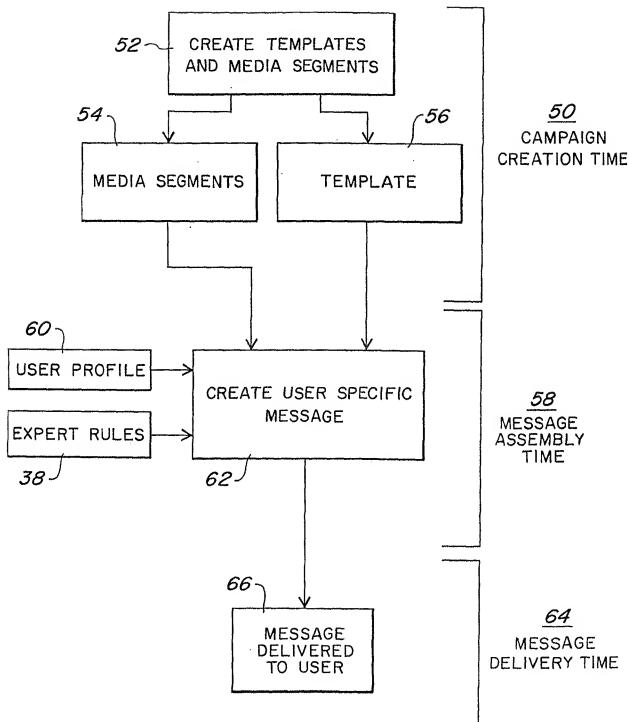 52
CREATE TEMPLATES
AND MEDIA SEGMENTS
54
56
50
CAMPAIGN
CREATION TIME
MEDIA SEGMENTS
TEMPLATE
60
USER PROFILE
EXPERT RULES
38
CREATE USER SPECIFIC
MESSAGE
62
58
MESSAGE
ASSEMBLY
TIME
66
MESSAGE
DELIVERED
TO USER
64
MESSAGE
DELIVERY TIME